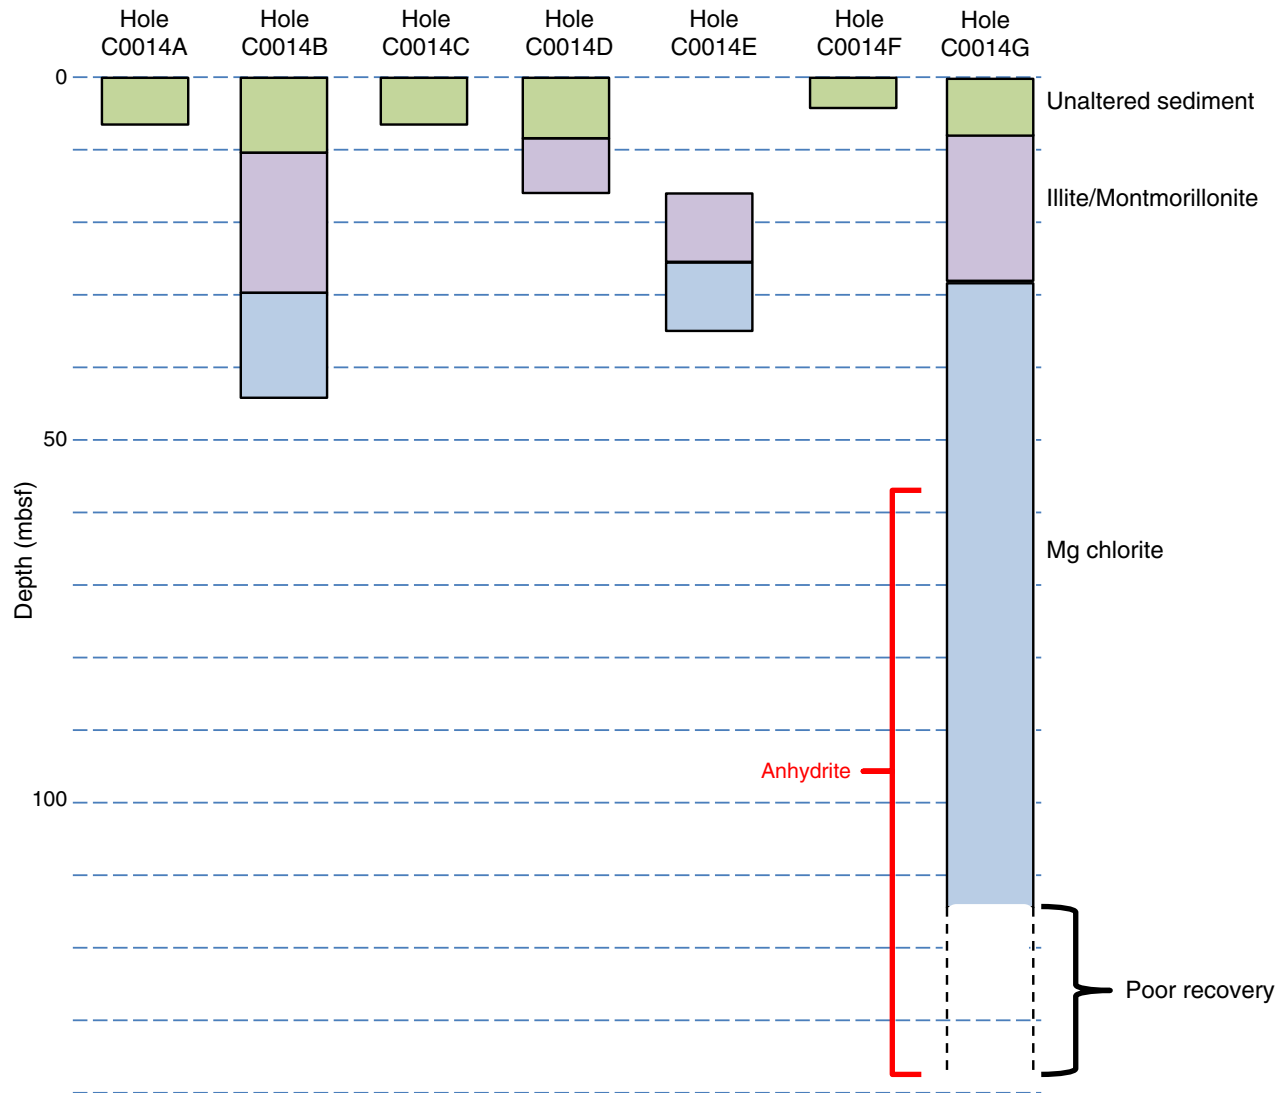 Hole
C0014A
Hole
C0014B
Hole
C0014C
Hole
C0014D
Hole
C0014E
Hole
C0014F
Hole
C0014G
0
Unaltered sediment
Illite/Montmorillonite
50
Depth (mbsf)
Mg chlorite
Anhydrite
100
Poor recovery